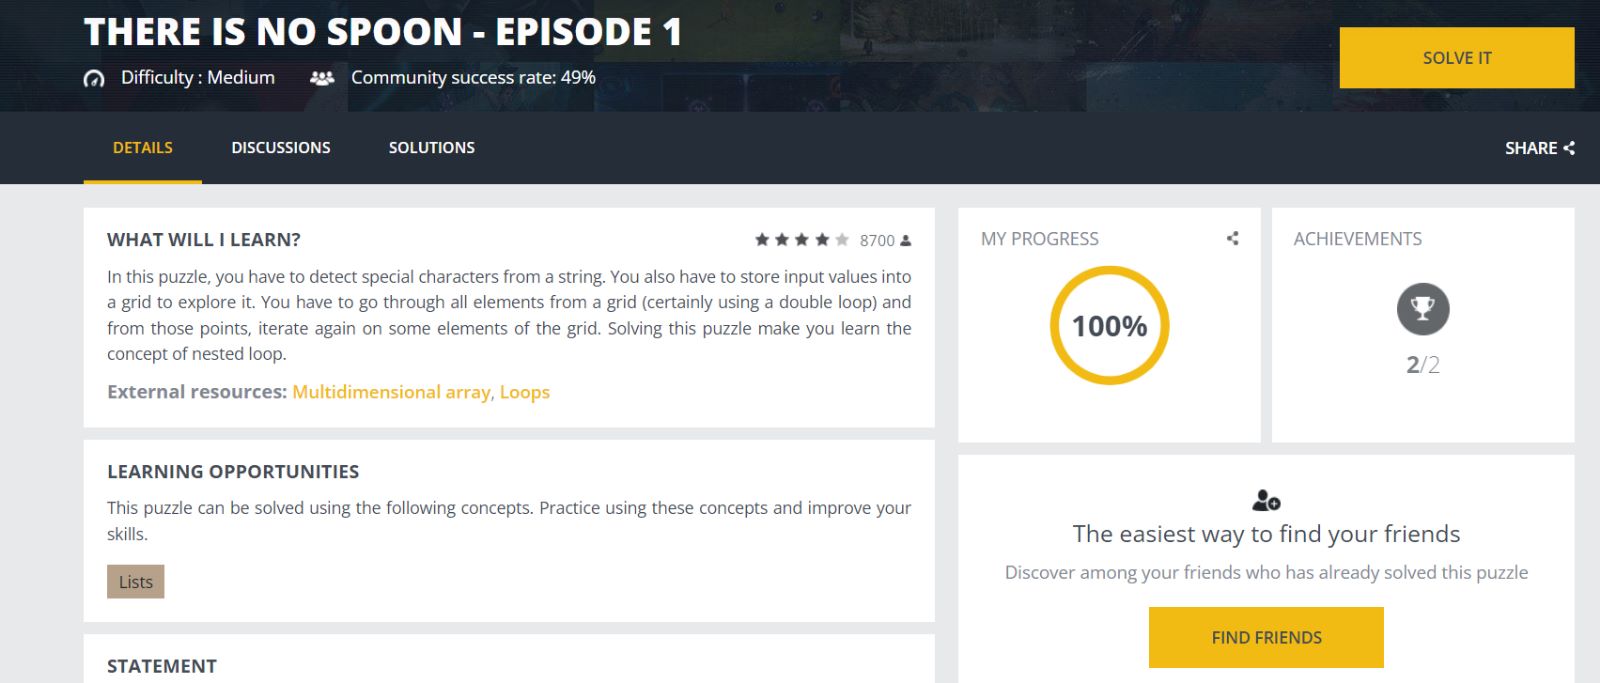 THERE IS NO SPOON - EPISODE 1
Difficulty : Medium
Community success rate: 49%
SOLVE IT
DETAILS
DISCUSSIONS
SOLUTIONS
SHARE
WHAT WILL I LEARN?
8700
In this puzzle, you have to detect special characters from a string. You also have to store input values into
a grid to explore it. You have to go through all elements from a grid (certainly using a double loop) and
from those points, iterate again on some elements of the grid. Solving this puzzle make you learn the
concept of nested loop.
External resources: Multidimensional array, Loops
LEARNING OPPORTUNITIES
This puzzle can be solved using the following concepts. Practice using these concepts and improve your
skills.
Lists
STATEMENT
MY PROGRESS
100%
ACHIEVEMENTS
2/2
The easiest way to find your friends
Discover among your friends who has already solved this puzzle
FIND FRIENDS